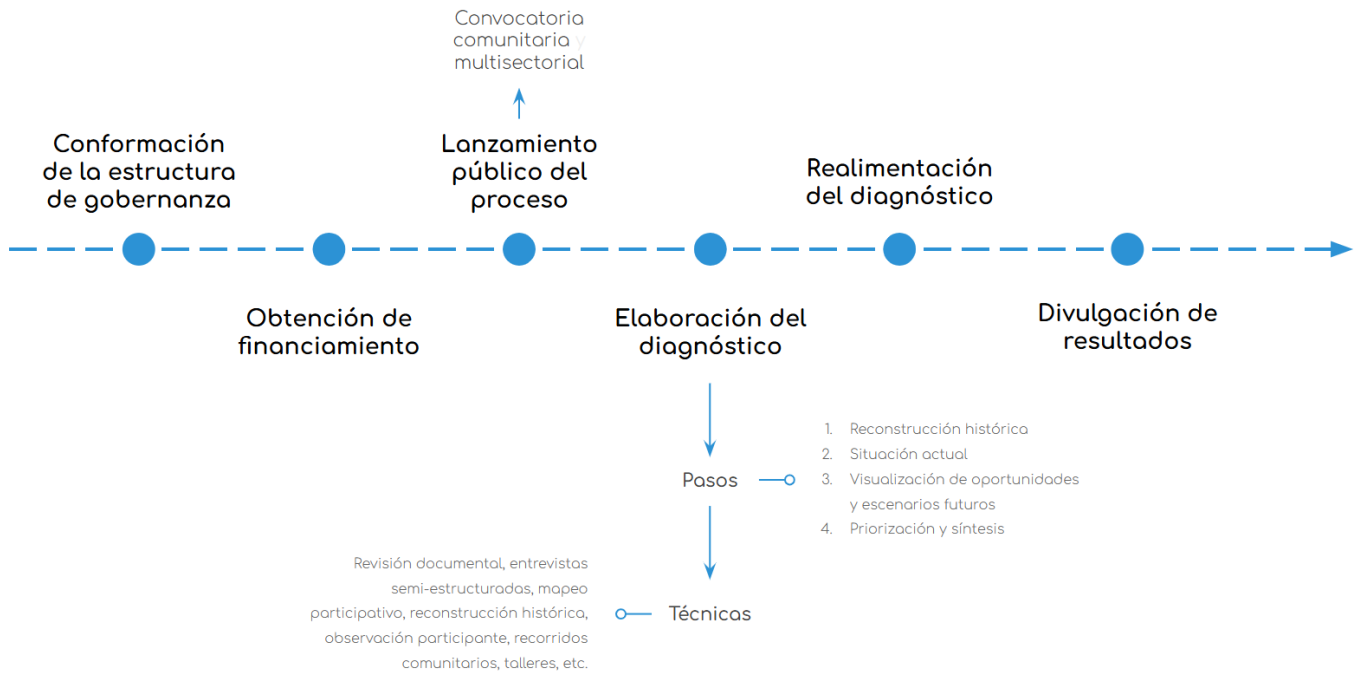 Convocatoria
comunitaria y
multisectorial
Conformación
de la estructura
de gobernanza
Lanzamiento
público del
proceso
Realimentación
del diagnóstico
Obtención de
financiamiento
Elaboración del
diagnóstico
Divulgación de
resultados
Pasos
1. Reconstrucción histórica
2. Situación actual
3. Visualización de oportunidades
y escenarios futuros
4. Priorización y síntesis
Técnicas
Revisión documental, entrevistas
semi-estructuradas, mapeo
participativo, reconstrucción histórica,
observación participante, recorridos
comunitarios, talleres, etc.